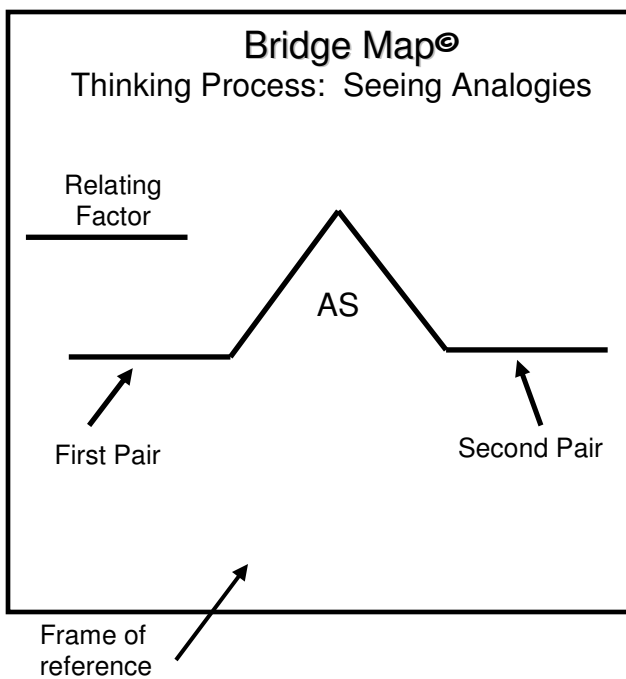 Bridge Map©
Thinking Process: Seeing Analogies
Relating
Factor
AS
First Pair
Second Pair
Frame of
reference